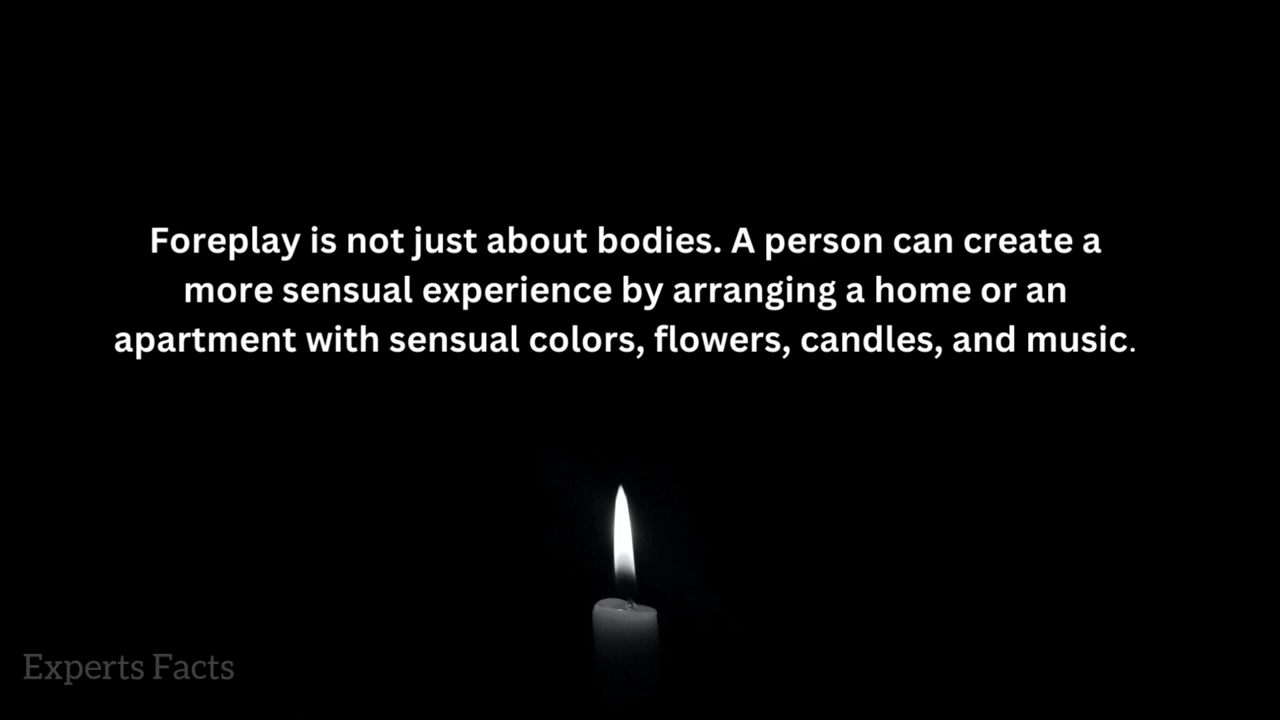 Foreplay is not just about bodies. A person can create a
more sensual experience by arranging a home or an
apartment with sensual colors, flowers, candles, and music.
Experts Facts